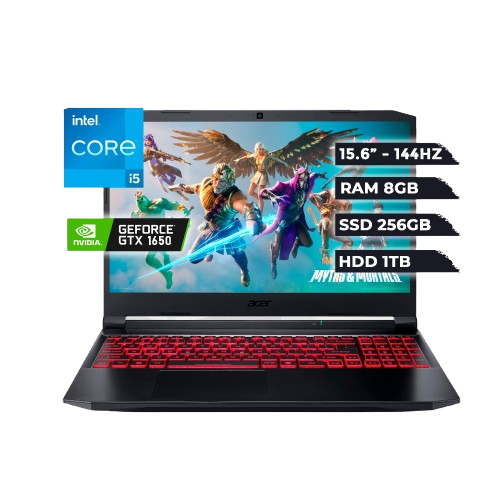 intel.
CORE
i5
15.6" - 144HZ
RAM 8GB
SSD 256GB
HDD 1TB
NVIDIA.
GEFORCE
GTX 1650
MYTHS & MORTALS
acer